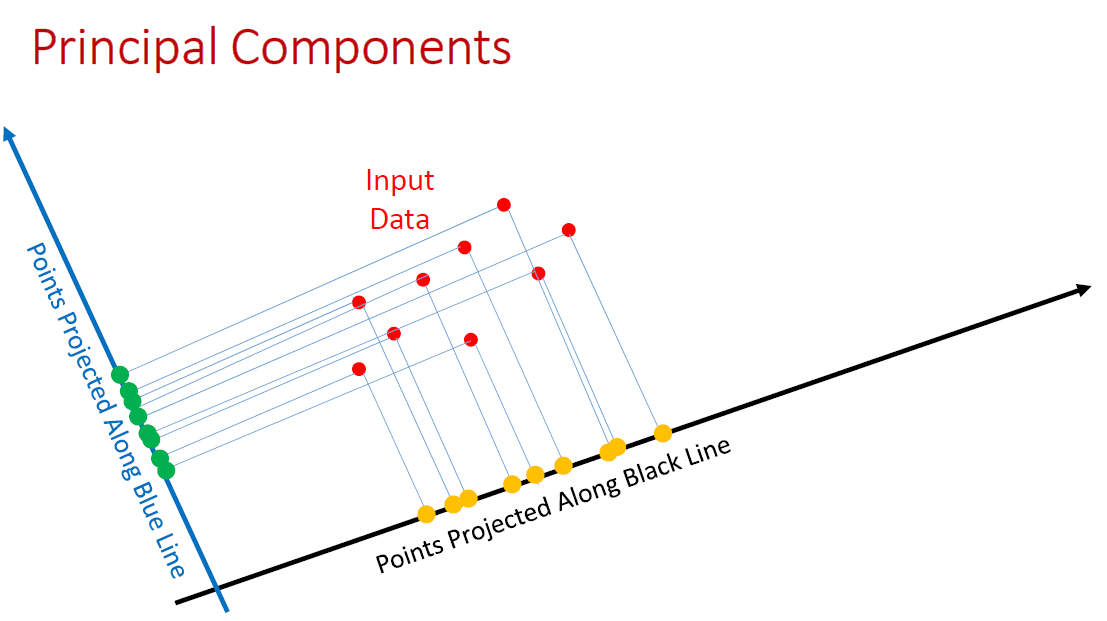 Principal Components
Input
Data
Points Projected Along Blue Line
Points Projected Along Black Line